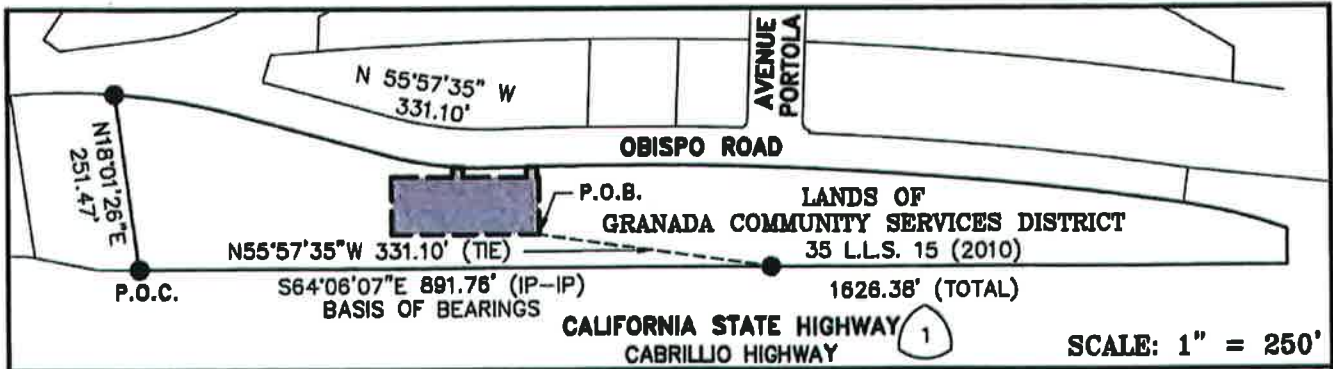 AVENUE
PORTOLA
N 55°57'35" W
331.10'
OBISPO ROAD
N18°01'26"E
251.47'
P.O.B.
LANDS OF
GRANADA COMMUNITY SERVICES DISTRICT
35 L.L.S. 15 (2010)
N55°57'35"W 331.10' (TIE)
P.O.C.
S64°06'07"E 891.76' (IP-IP)
BASIS OF BEARINGS
1626.38' (TOTAL)
CALIFORNIA STATE HIGHWAY
1
CABRILLIO HIGHWAY
SCALE: 1" = 250'